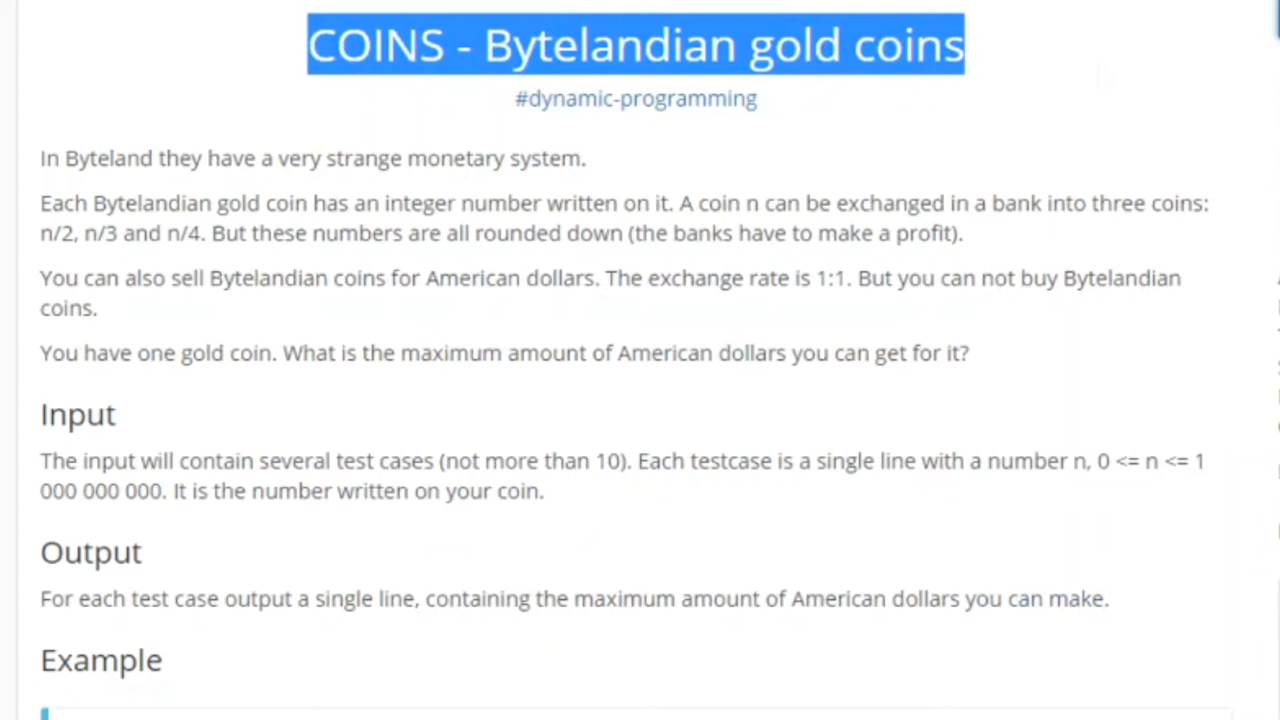 COINS - Bytelandian gold coins
#dynamic-programming
In Byteland they have a very strange monetary system.
Each Bytelandian gold coin has an integer number written on it. A coin n can be exchanged in a bank into three coins:
n/2, n/3 and n/4. But these numbers are all rounded down (the banks have to make a profit).
You can also sell Bytelandian coins for American dollars. The exchange rate is 1:1. But you can not buy Bytelandian
coins.
You have one gold coin. What is the maximum amount of American dollars you can get for it?
Input
The input will contain several test cases (not more than 10). Each testcase is a single line with a number n, 0 <= n <= 1
000 000 000. It is the number written on your coin.
Output
For each test case output a single line, containing the maximum amount of American dollars you can make.
Example